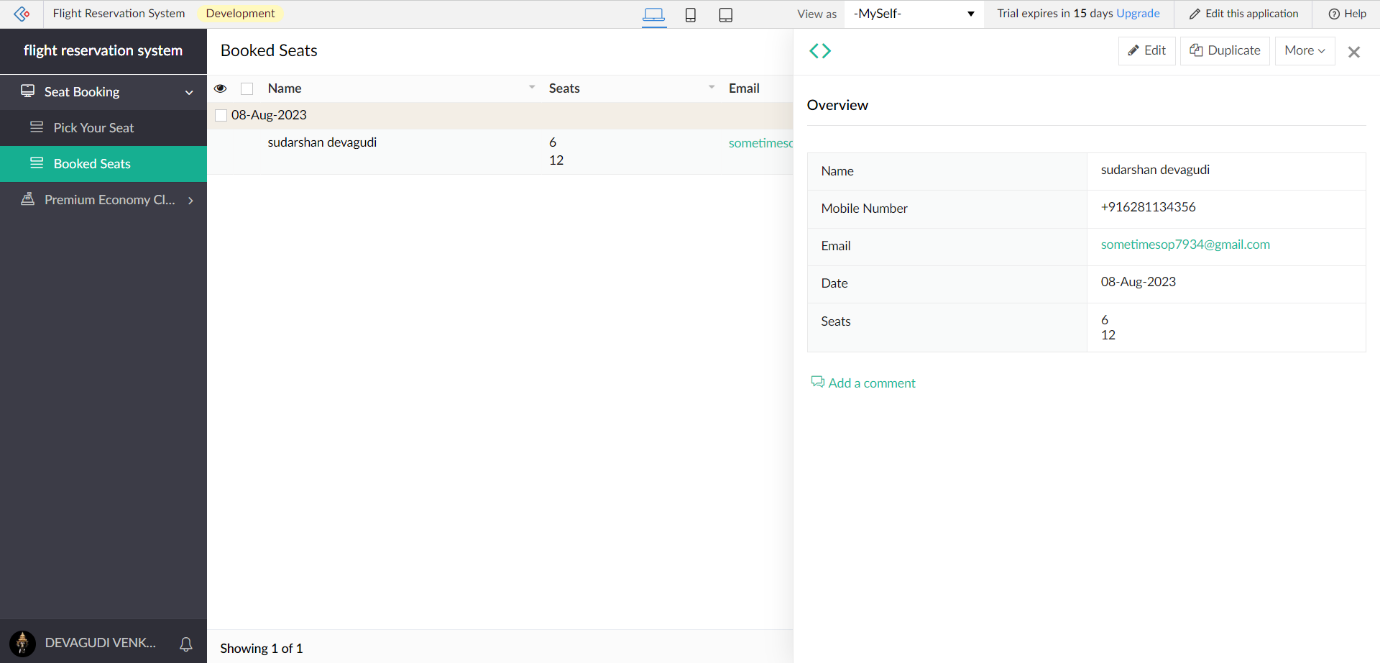 Flight Reservation System Development View as -MySelf- Trial expires in 15 days Upgrade Edit this application Help
flight reservation system
Seat Booking
Pick Your Seat
Booked Seats
Premium Economy Cl...
DEVAGUDI VENK...
Booked Seats
Name Seats Email
08-Aug-2023
sudarshan devagudi 6 sometimesc
12
Showing 1 of 1
Edit Duplicate More
Overview
Name sudarshan devagudi
Mobile Number +916281134356
Email sometimesop7934@gmail.com
Date 08-Aug-2023
Seats 6
12
Add a comment